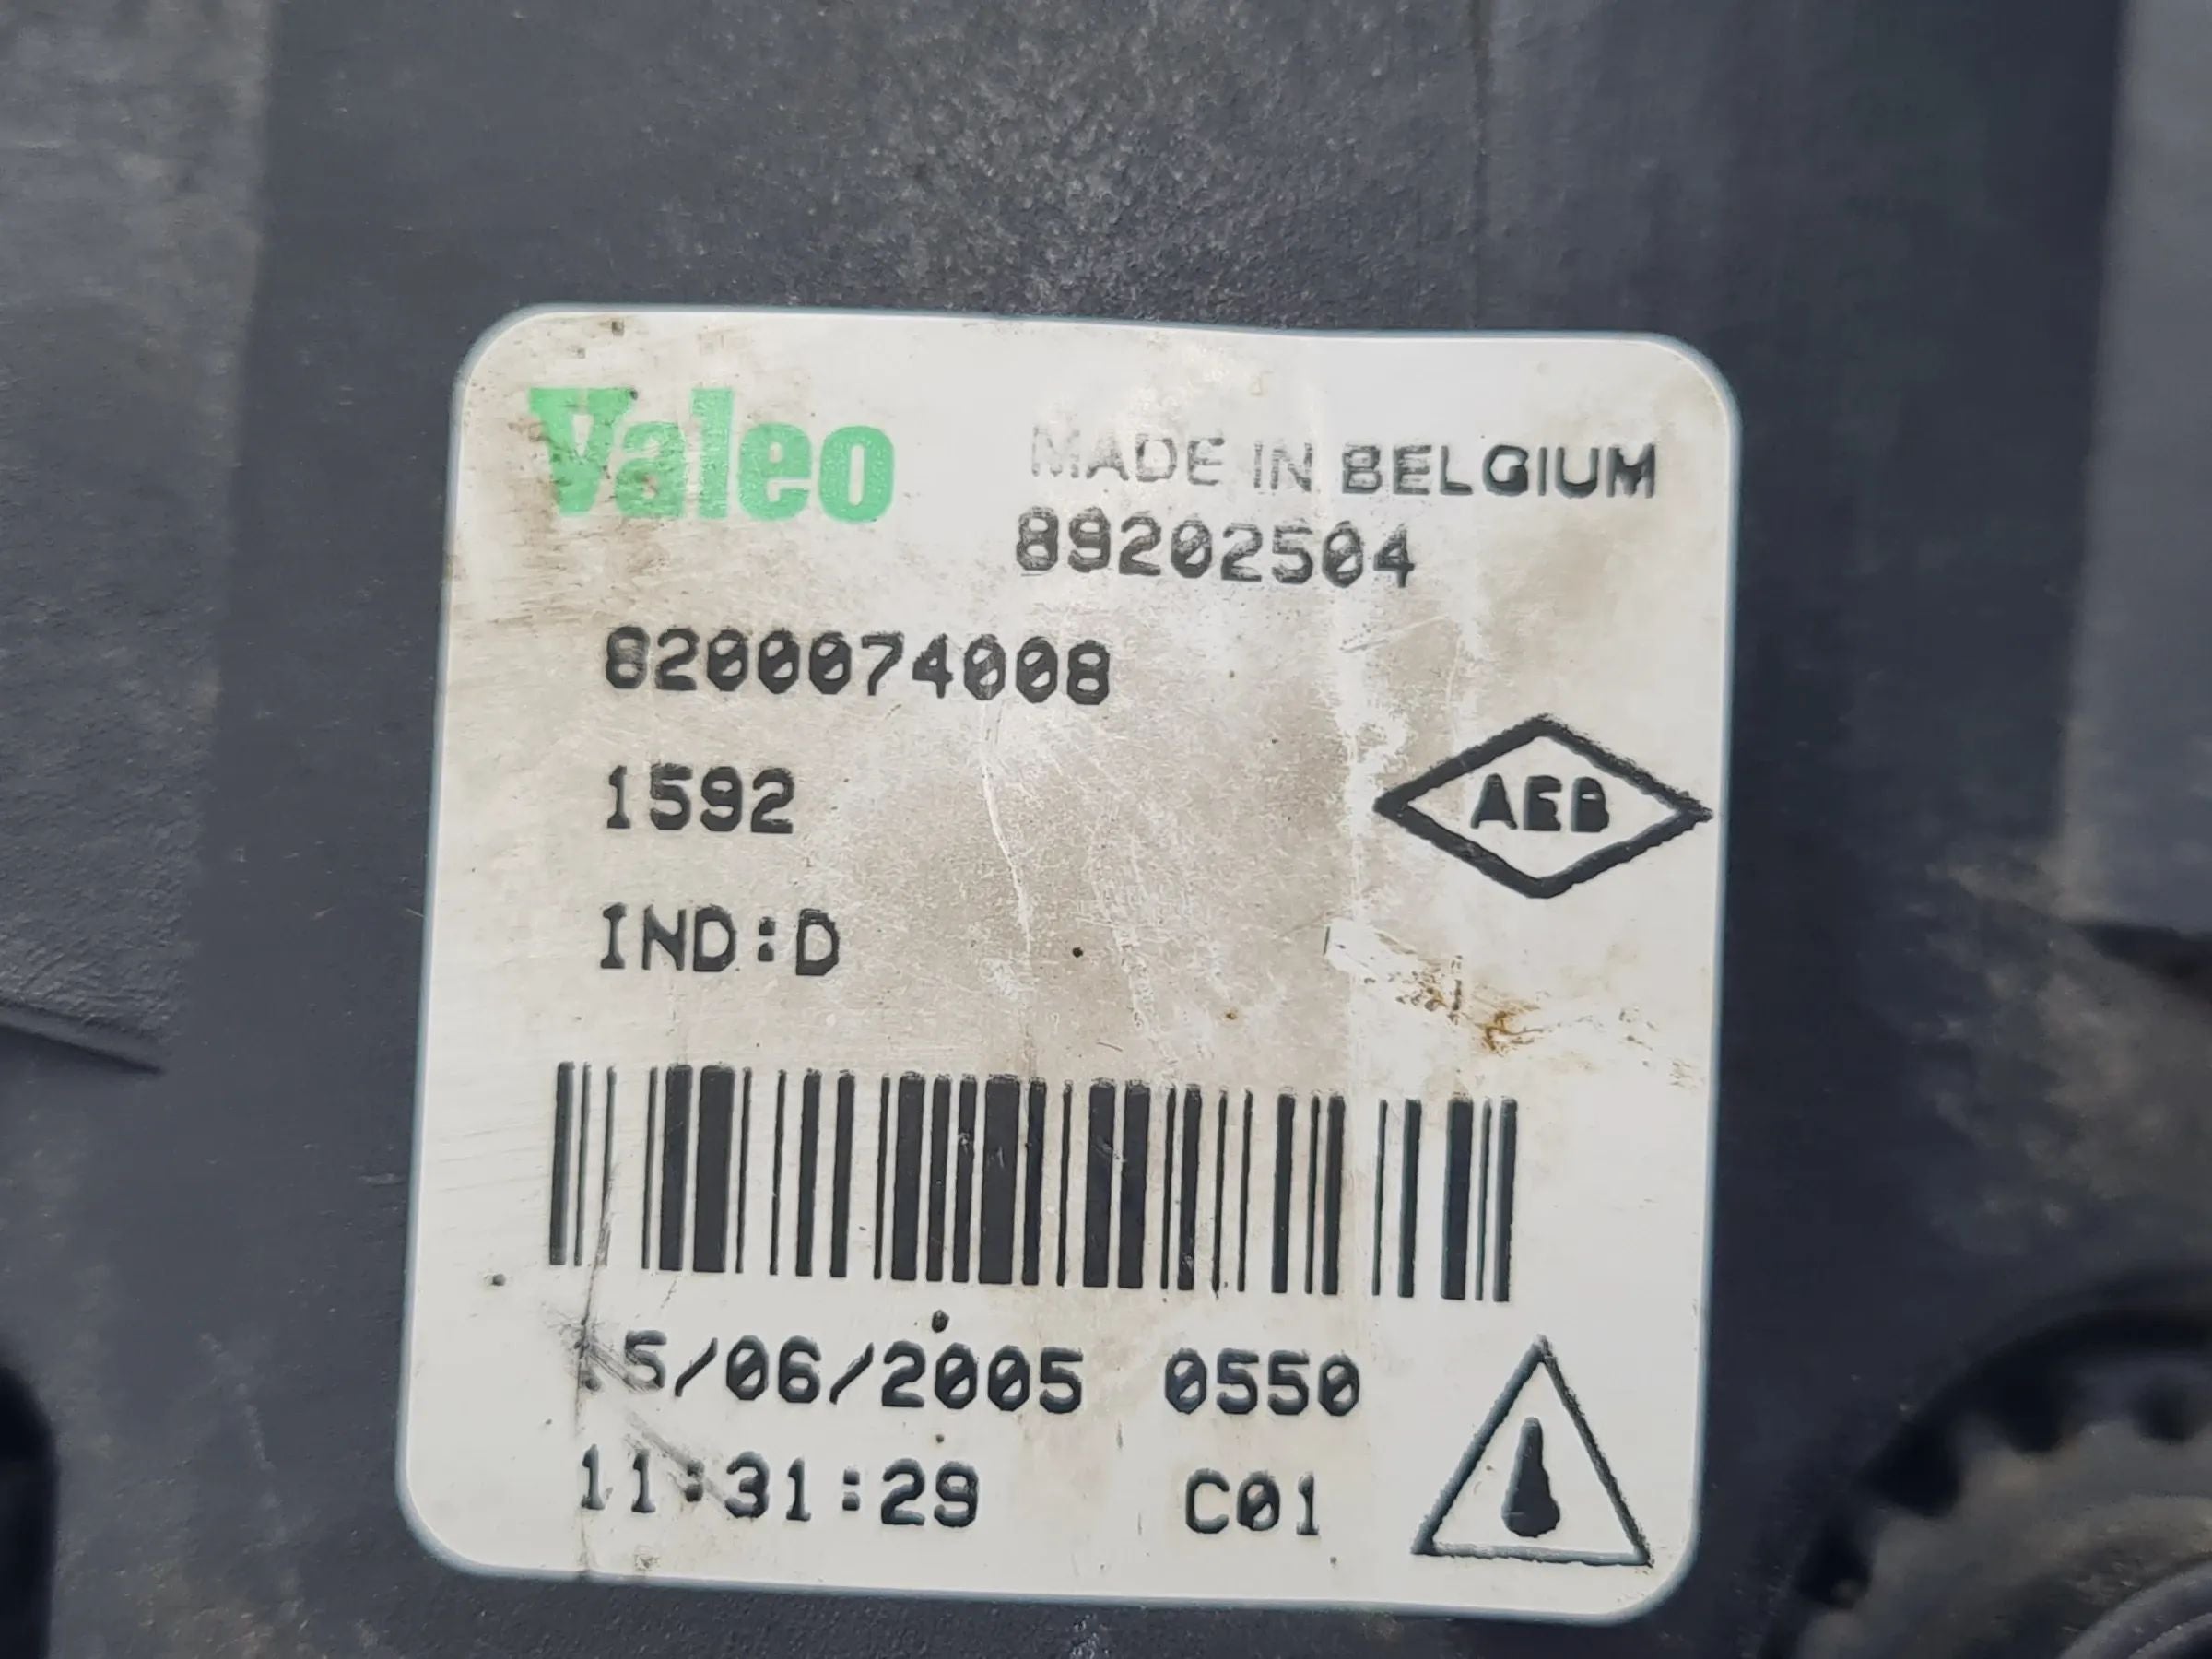 Valeo MADE IN BELGIUM
89202504
8200074008
1592
AEB
IND:D
5/06/2005 0550
11:31:29 C01